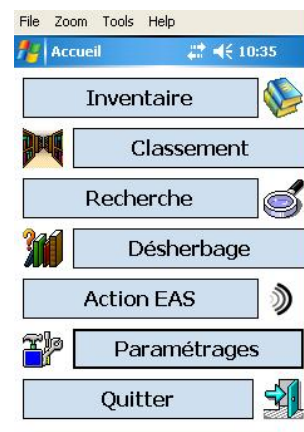 File Zoom Tools Help
Accueil 10:35
Inventaire
Classement
Recherche
Désherbage
Action EAS
Paramétrages
Quitter